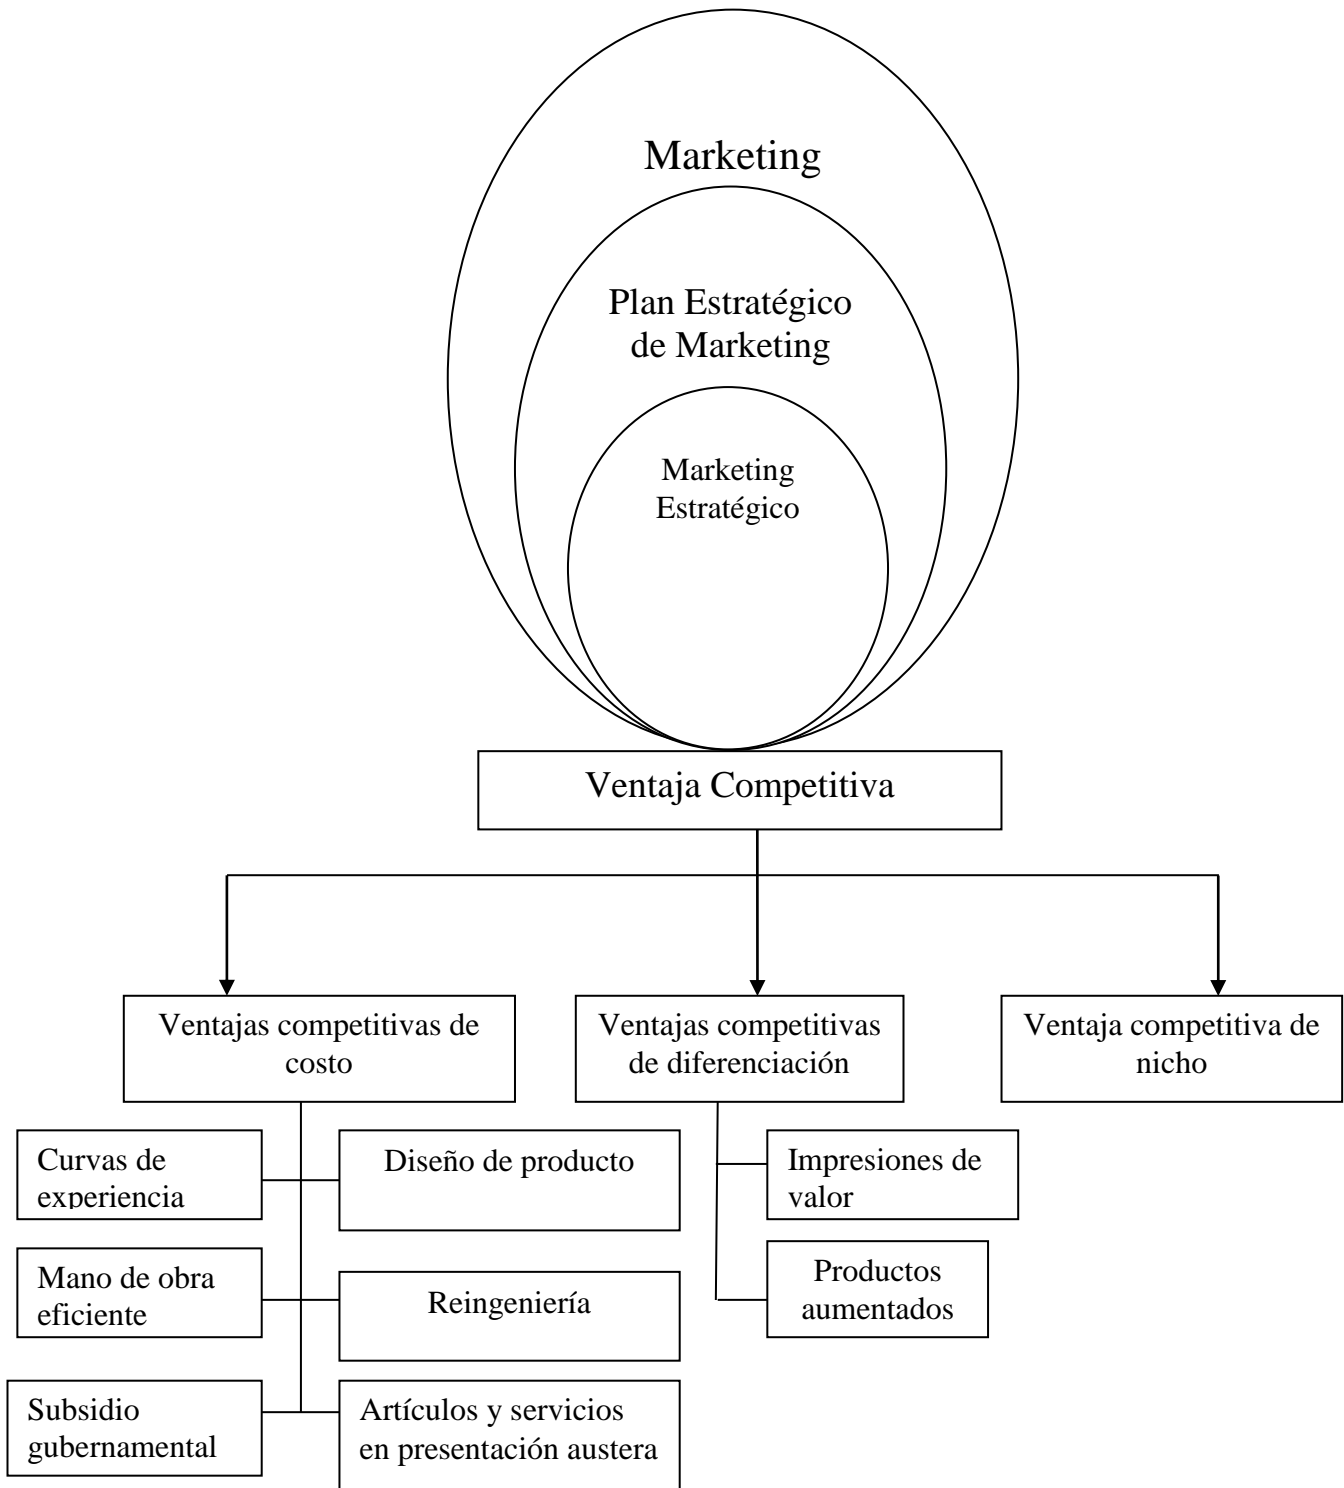 Marketing
Plan Estratégico
de Marketing
Marketing
Estratégico
Ventaja Competitiva
Ventajas competitivas de
costo
Ventajas competitivas
de diferenciación
Ventaja competitiva de
nicho
Curvas de
experiencia
Diseño de producto
Impresiones de
valor
Mano de obra
eficiente
Reingeniería
Productos
aumentados
Subsidio
gubernamental
Artículos y servicios
en presentación austera